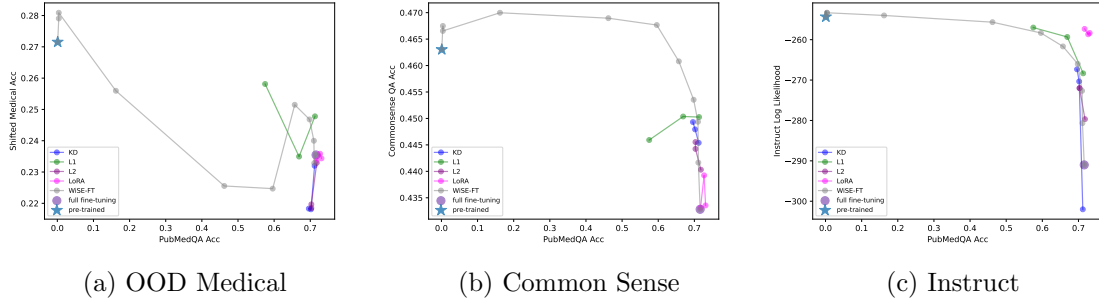 Shifted Medical Acc
0.28
0.27
0.26
0.25
0.24
0.23
0.22
KD
L1
L2
LoRA
WiSE-FT
full fine-tuning
pre-trained
0.0 0.1 0.2 0.3 0.4 0.5 0.6 0.7
PubMedQA Acc
(a) OOD Medical
Commonsense QA Acc
0.470
0.465
0.460
0.455
0.450
0.445
0.440
0.435
KD
L1
L2
LoRA
WiSE-FT
full fine-tuning
pre-trained
0.0 0.1 0.2 0.3 0.4 0.5 0.6 0.7
PubMedQA Acc
(b) Common Sense
Instruct Log Likelihood
−260
−270
−280
−290
−300
KD
L1
L2
LoRA
WiSE-FT
full fine-tuning
pre-trained
0.0 0.1 0.2 0.3 0.4 0.5 0.6 0.7
PubMedQA Acc
(c) Instruct